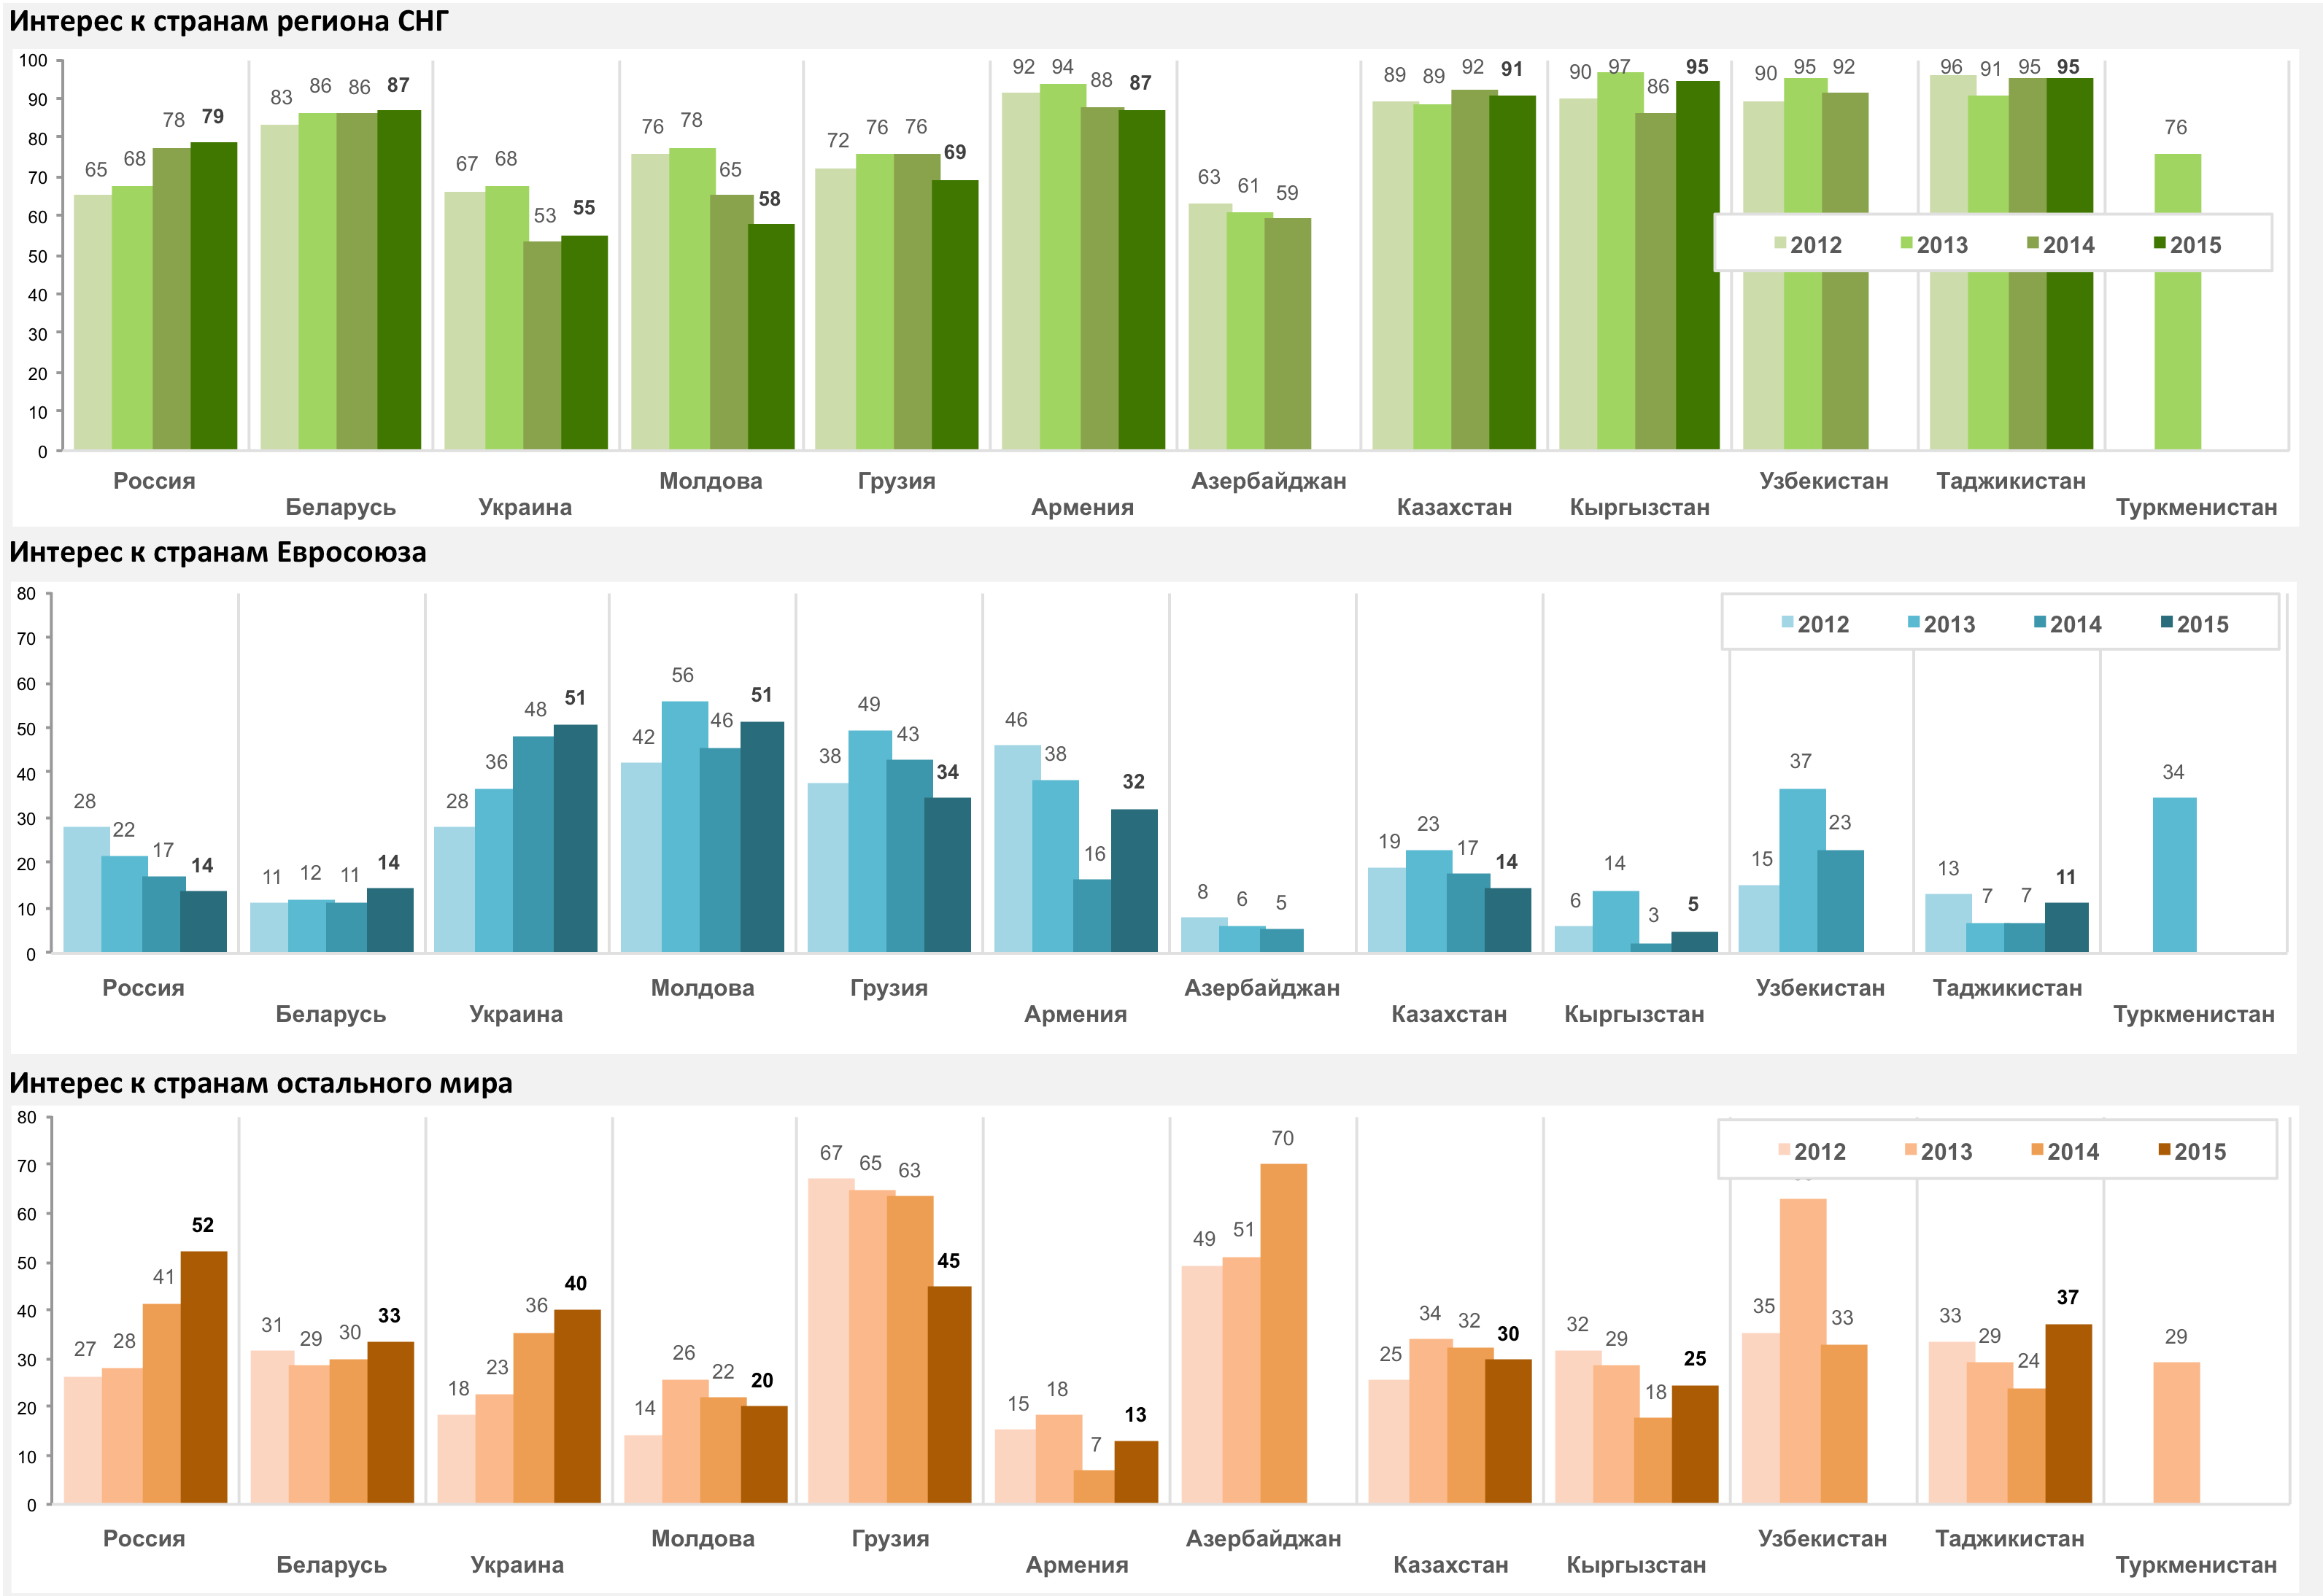 Интерес к странам региона СНГ
100
90
80
70
60
50
40
30
20
10
0
65 68 78 79
83 86 86 87
67 68 53 55
76 78 65 58
72 76 76 69
92 94 88 87
63 61 59
89 89 92 91
90 97 86 95
90 95 92
96 91 95 95
76
2012 2013 2014 2015
Россия Беларусь Украина Молдова Грузия Армения Азербайджан Казахстан Кыргызстан Узбекистан Таджикистан Туркменистан
Интерес к странам Евросоюза
80
70
60
50
40
30
20
10
0
28 22 17 14
11 12 11 14
28 36 48 51
42 56 46 51
38 49 43 34
46 38 16 32
8 6 5
19 23 17 14
6 14 3 5
15 37 23
13 7 7 11
34
2012 2013 2014 2015
Россия Беларусь Украина Молдова Грузия Армения Азербайджан Казахстан Кыргызстан Узбекистан Таджикистан Туркменистан
Интерес к странам остального мира
80
70
60
50
40
30
20
10
0
27 28 41 52
31 29 30 33
18 23 36 40
14 26 22 20
67 65 63 45
15 18 7 13
49 51 70
25 34 32 30
32 29 18 25
35 33
33 29 24 37
29
2012 2013 2014 2015
Россия Беларусь Украина Молдова Грузия Армения Азербайджан Казахстан Кыргызстан Узбекистан Таджикистан Туркменистан